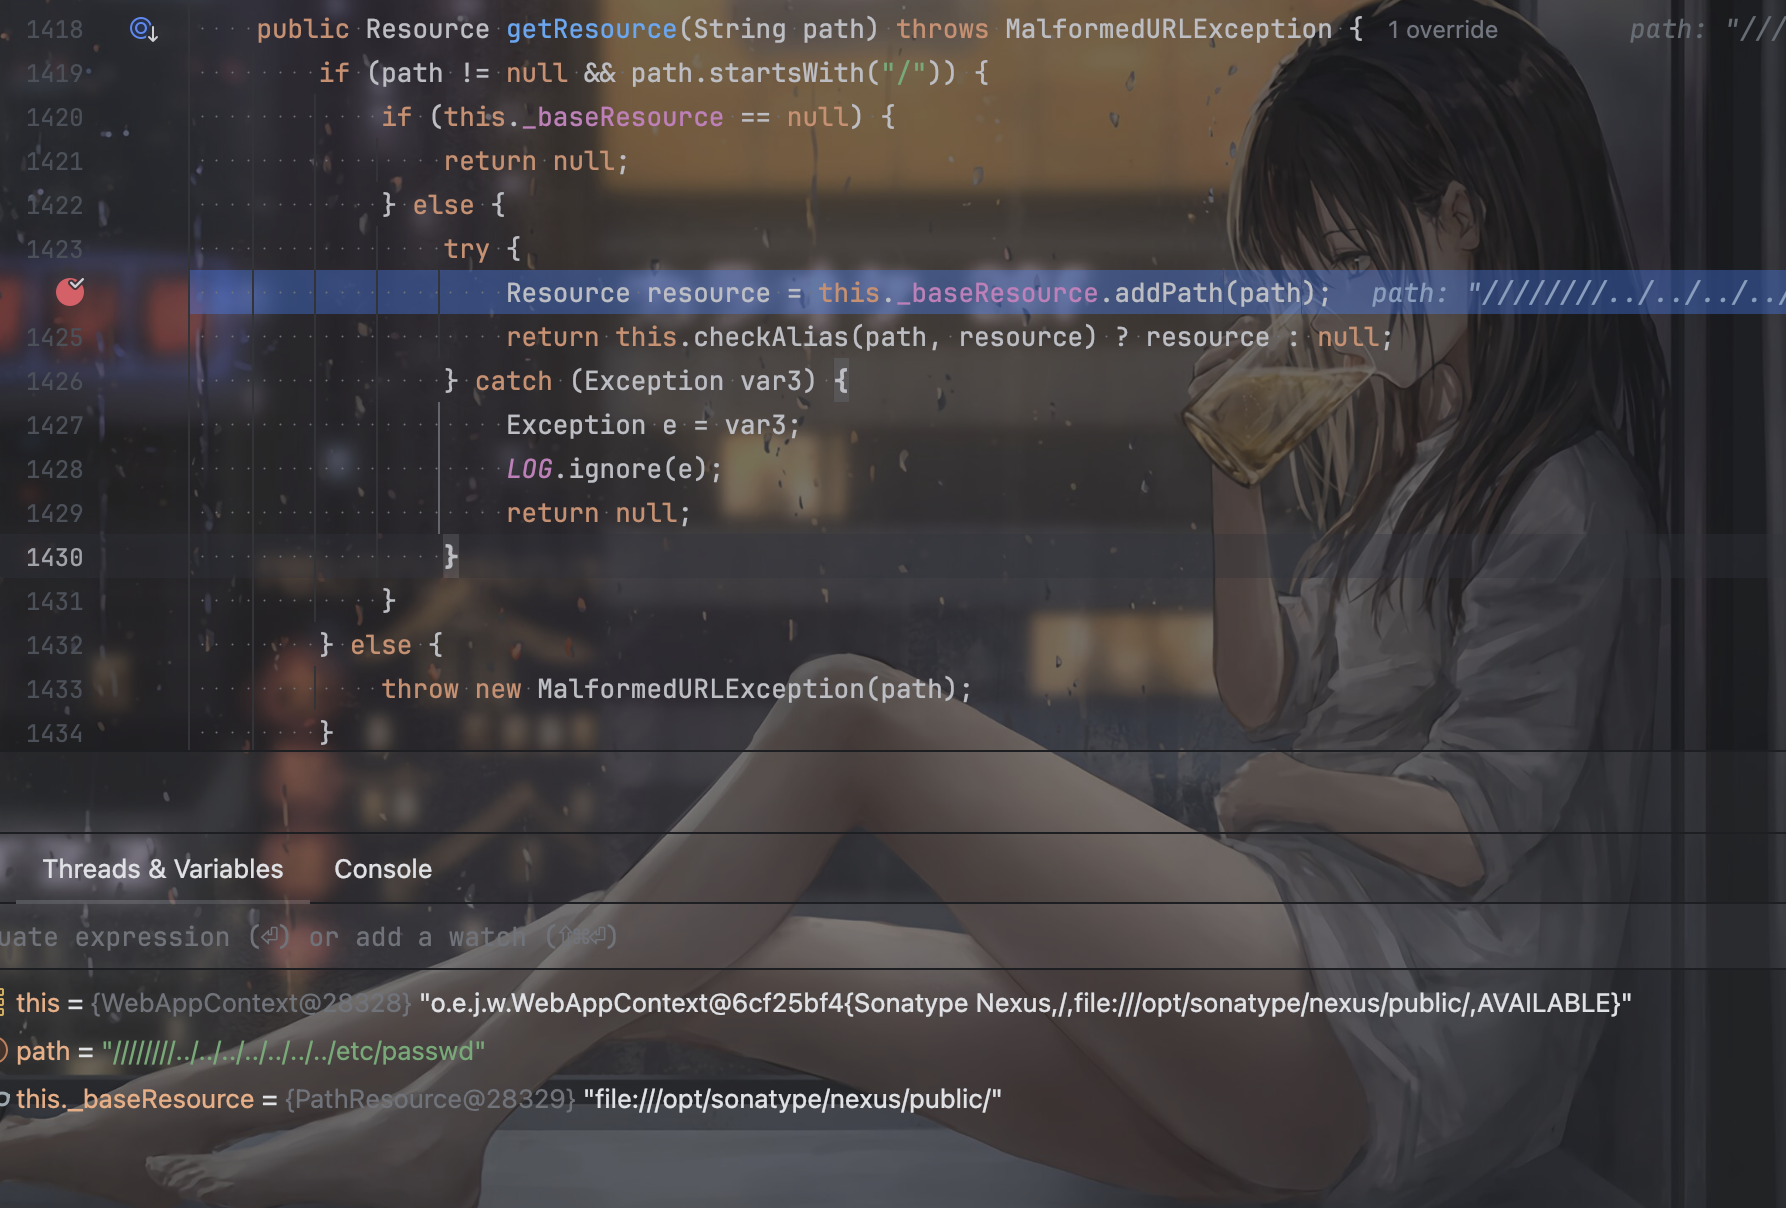 1418 public Resource getResource(String path) throws MalformedURLException { 1 override path: "///
1419 if (path != null && path.startsWith("/")) {
1420 if (this._baseResource == null) {
1421 return null;
1422 } else {
1423 try {
Resource resource = this._baseResource.addPath(path); path: "////////../../../../
1425 return this.checkAlias(path, resource) ? resource : null;
1426 } catch (Exception var3) {
1427 Exception e = var3;
1428 LOG.ignore(e);
1429 return null;
1430 }
1431 }
1432 } else {
1433 throw new MalformedURLException(path);
1434 }
Threads & Variables Console
uate expression (⏎) or add a watch (⇧⌘⏎)
this = {WebAppContext@28328} "o.e.j.w.WebAppContext@6cf25bf4{Sonatype Nexus,/,file:///opt/sonatype/nexus/public/,AVAILABLE}"
path = "////////../../../../../../../etc/passwd"
this._baseResource = {PathResource@28329} "file:///opt/sonatype/nexus/public/"